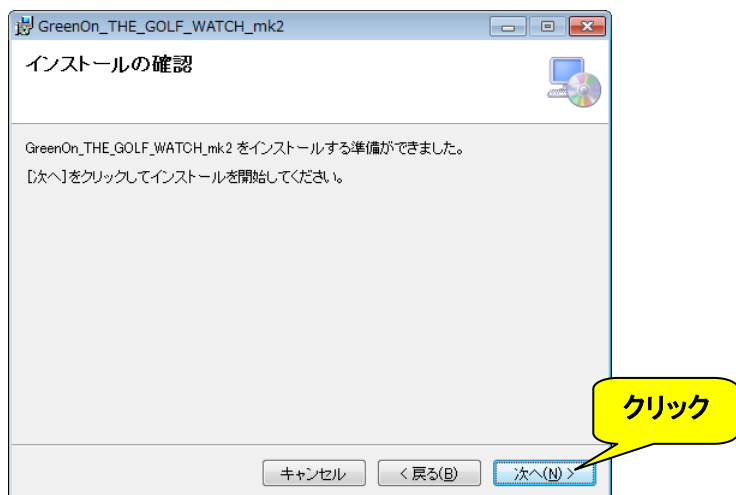 GreenOn_THE_GOLF_WATCH_mk2
インストールの確認
GreenOn_THE_GOLF_WATCH_mk2 をインストールする準備ができました。
[次へ]をクリックしてインストールを開始してください。
クリック
キャンセル
< 戻る(B)
次へ(N) >